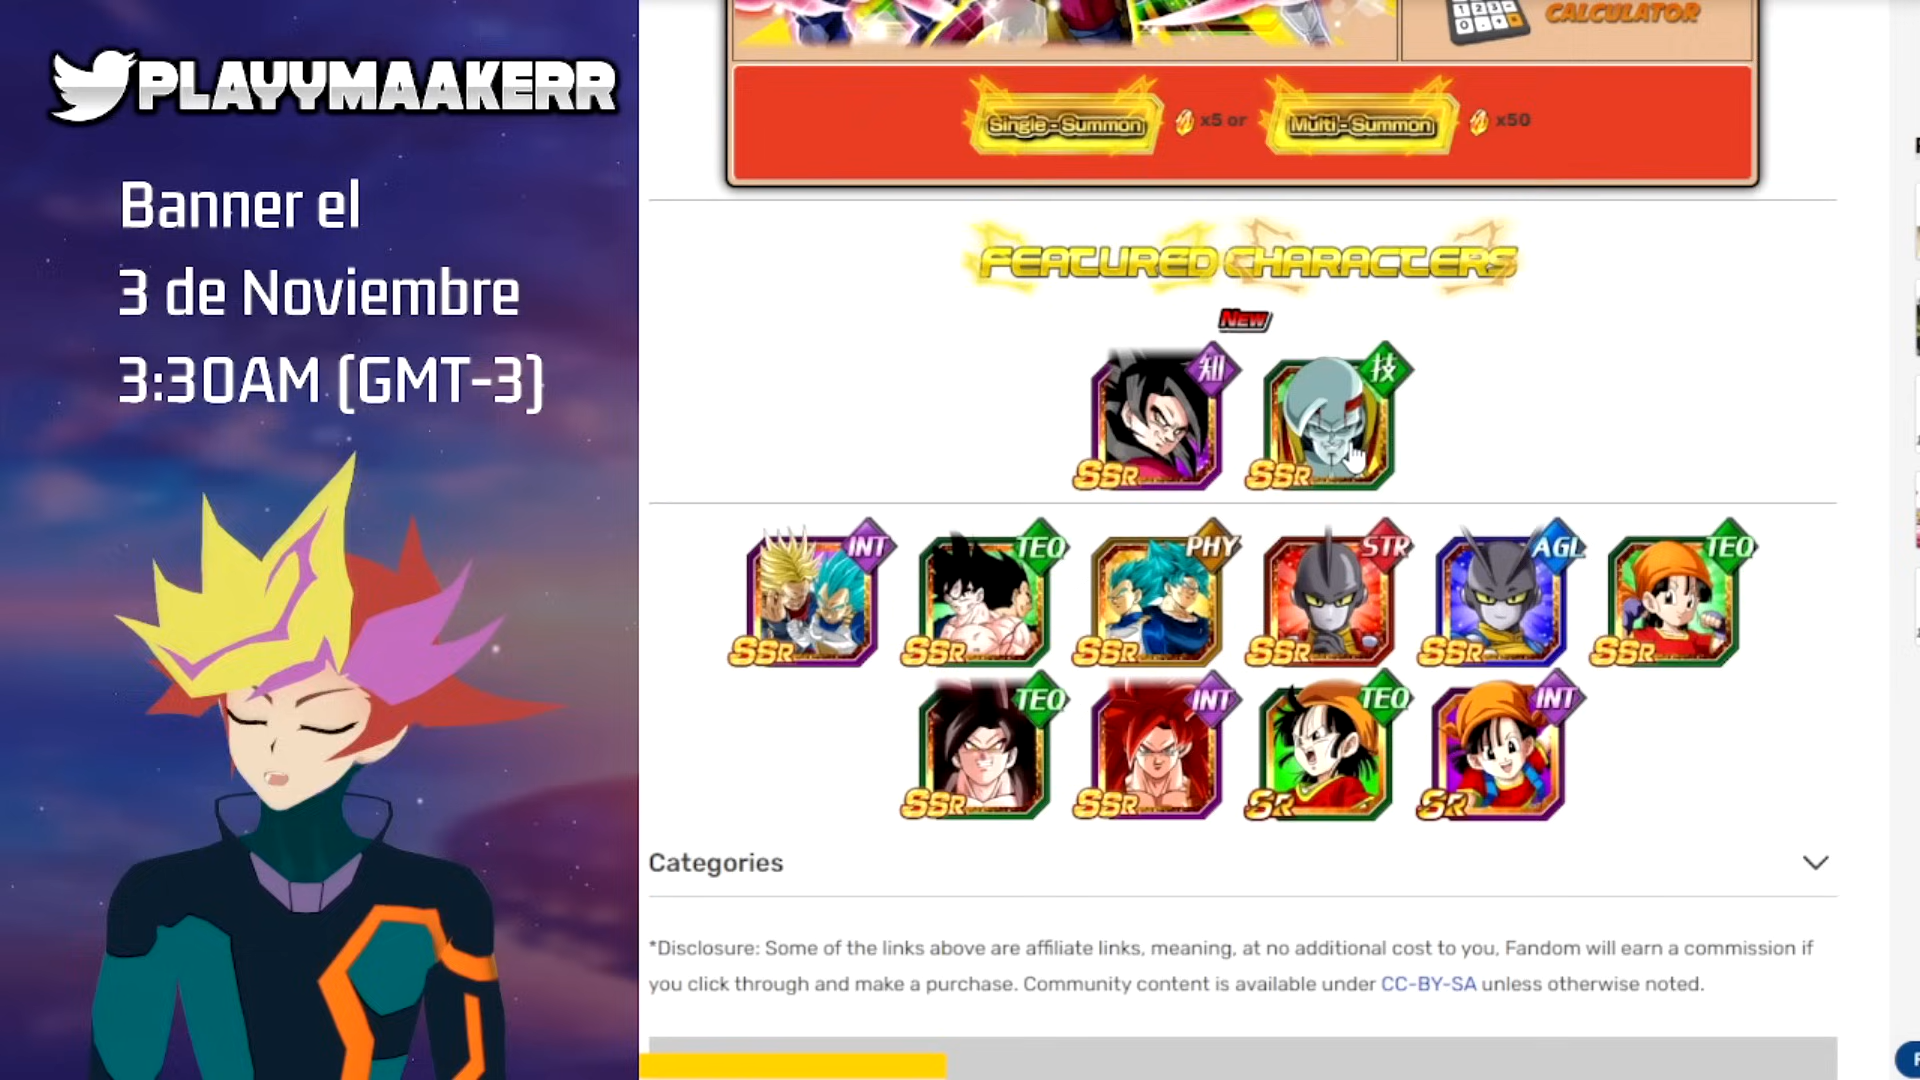 PLAYYMAAKERR
Banner el
3 de Noviembre
3:30AM (GMT-3)
CALCULATOR
Single-Summon x5 or Multi-Summon x50
FEATURED CHARACTERS
New
知 技
SSR SSR
INT TEQ PHY STR AGL TEQ
SSR SSR SSR SSR SSR SSR
TEQ INT TEQ INT
SSR SSR SR SR
Categories
*Disclosure: Some of the links above are affiliate links, meaning, at no additional cost to you, Fandom will earn a commission if
you click through and make a purchase. Community content is available under CC-BY-SA unless otherwise noted.